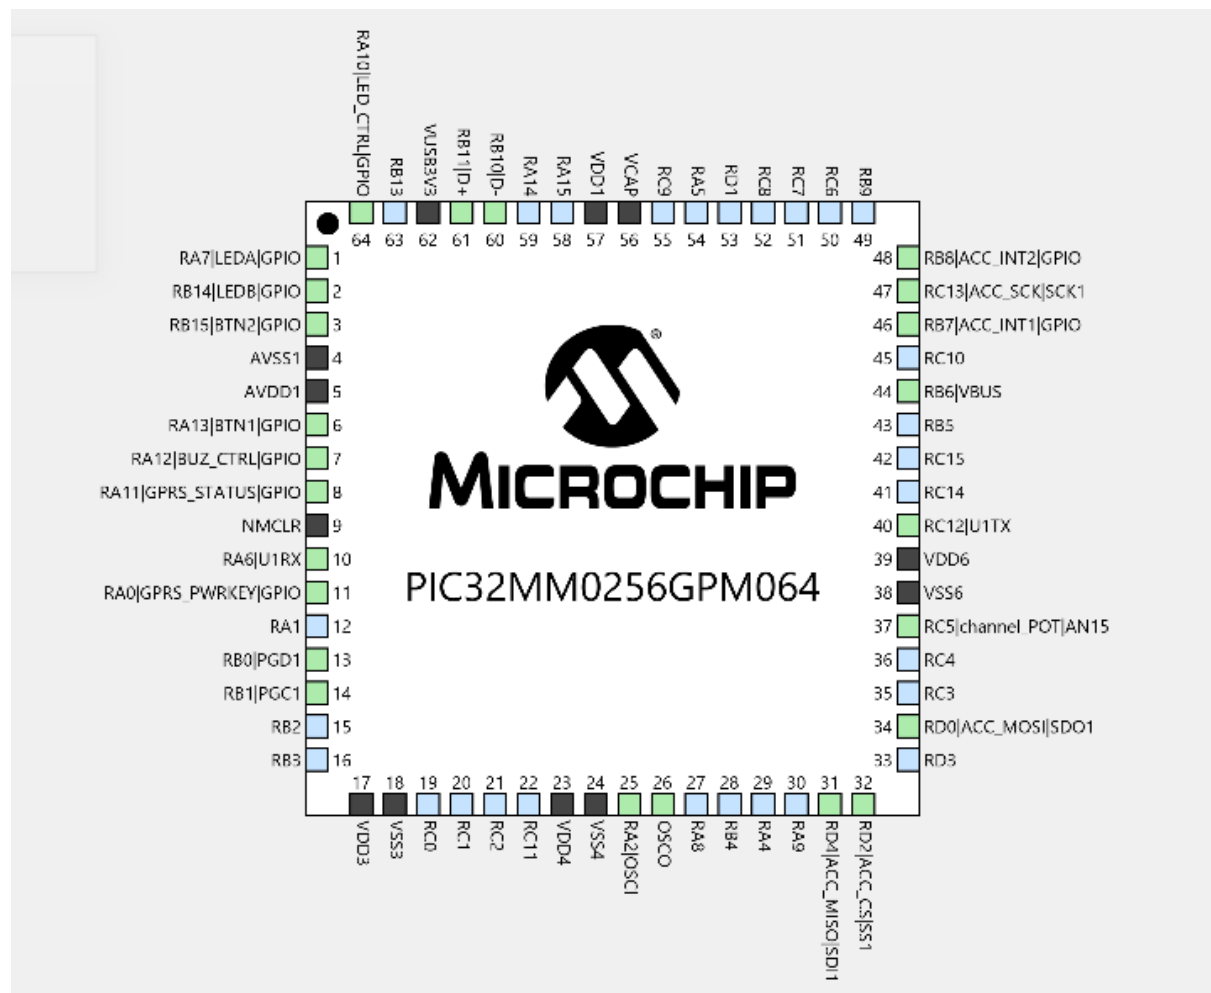 RA10|LED_CTRL|GPIO
RB13
VUSB3V3
RB11|D+
RB10|D-
RA14
RA15
VDD1
VCAP
RC9
RA5
RD1
RC8
RC7
RC6
RB9
64
63
62
61
60
59
58
57
56
55
54
53
52
51
50
49
RA7|LEDA|GPIO 1
RB14|LEDB|GPIO 2
RB15|BTN2|GPIO 3
AVSS1 4
AVDD1 5
RA13|BTN1|GPIO 6
RA12|BUZ_CTRL|GPIO 7
RA11|GPRS_STATUS|GPIO 8
NMCLR 9
RA6|U1RX 10
RA0|GPRS_PWRKEY|GPIO 11
RA1 12
RB0|PGD1 13
RB1|PGC1 14
RB2 15
RB3 16
®
MICROCHIP
PIC32MM0256GPM064
48 RB8|ACC_INT2|GPIO
47 RC13|ACC_SCK|SCK1
46 RB7|ACC_INT1|GPIO
45 RC10
44 RB6|VBUS
43 RB5
42 RC15
41 RC14
40 RC12|U1TX
39 VDD6
38 VSS6
37 RC5|channel_POT|AN15
36 RC4
35 RC3
34 RD0|ACC_MOSI|SDO1
33 RD3
17
18
19
20
21
22
23
24
25
26
27
28
29
30
31
32
VDD3
VSS3
RC0
RC1
RC2
RC11
VDD4
VSS4
RA2|OSCI
OSCO
RA8
RB4
RA4
RA9
RD4|ACC_MISO|SDI1
RD2|ACC_CS|SS1